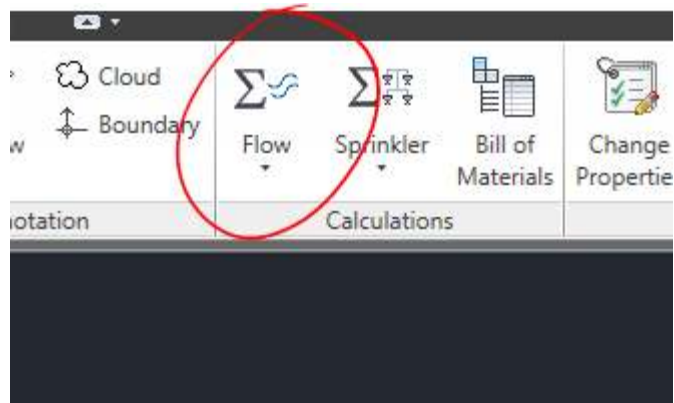 Cloud
Boundary
Flow
Sprinkler
Bill of
Materials
Change
Propertie
w
otation
Calculations